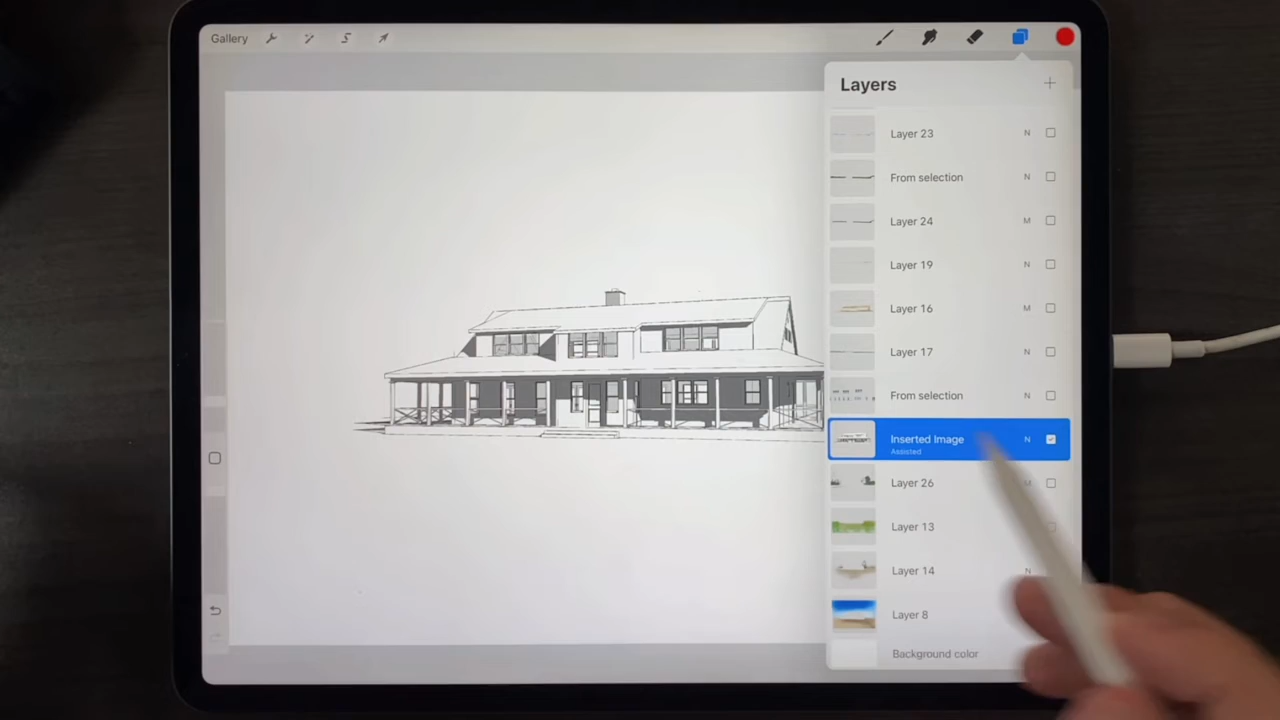 Gallery
Layers
Layer 23 N
From selection N
Layer 24 M
Layer 19 N
Layer 16 M
Layer 17 N
From selection N
Inserted Image N
Assisted
Layer 26 M
Layer 13
Layer 14 N
Layer 8
Background color